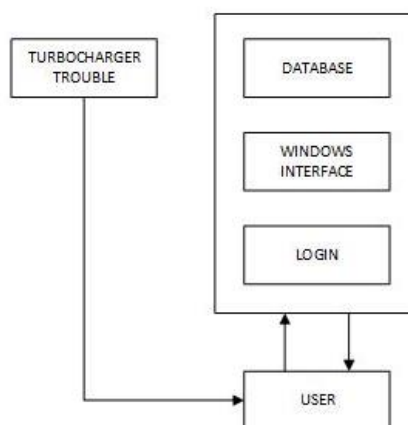 TURBOCHARGER
TROUBLE
DATABASE
WINDOWS
INTERFACE
LOGIN
USER